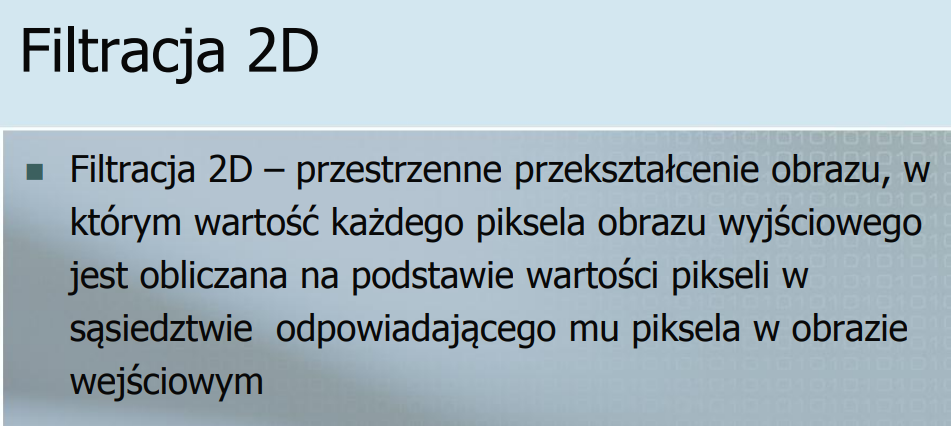 Filtracja 2D
Filtracja 2D – przestrzenne przekształcenie obrazu, w
którym wartość każdego piksela obrazu wyjściowego
jest obliczana na podstawie wartości pikseli w
sąsiedztwie  odpowiadającego mu piksela w obrazie
wejściowym